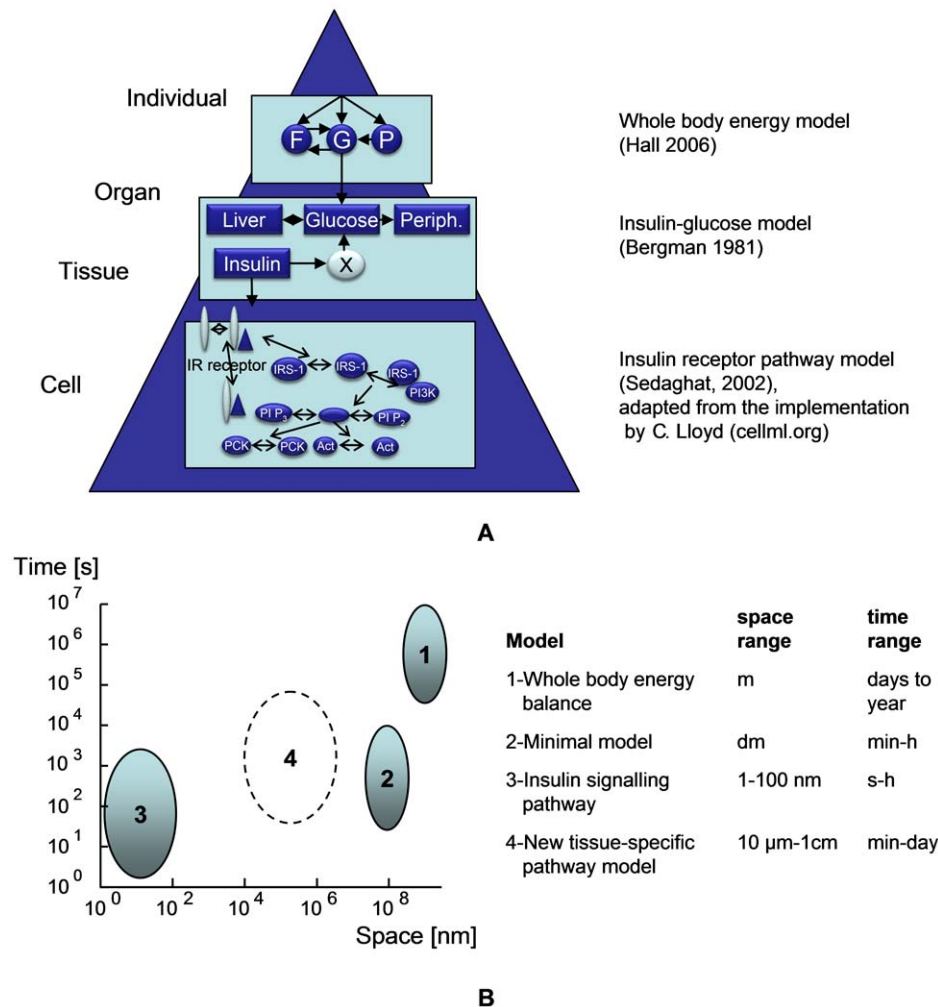 Individual
F G P
Whole body energy model
(Hall 2006)
Organ
Liver Glucose Periph.
Insulin-glucose model
(Bergman 1981)
Tissue
Insulin X
IR receptor
IRS-1 IRS-1 IRS-1
PI3K
Cell
Insulin receptor pathway model
(Sedaghat, 2002),
adapted from the implementation
by C. Lloyd (cellml.org)
PI P3 PI P2
PCK PCK Act Act
A
Time [s]
10^7
10^6
10^5
10^4
10^3
10^2
10^1
10^0
1
2
3
4
10^0 10^2 10^4 10^6 10^8
Space [nm]
Model space range time range
1-Whole body energy balance m days to year
2-Minimal model dm min-h
3-Insulin signalling pathway 1-100 nm s-h
4-New tissue-specific pathway model 10 µm-1cm min-day
B